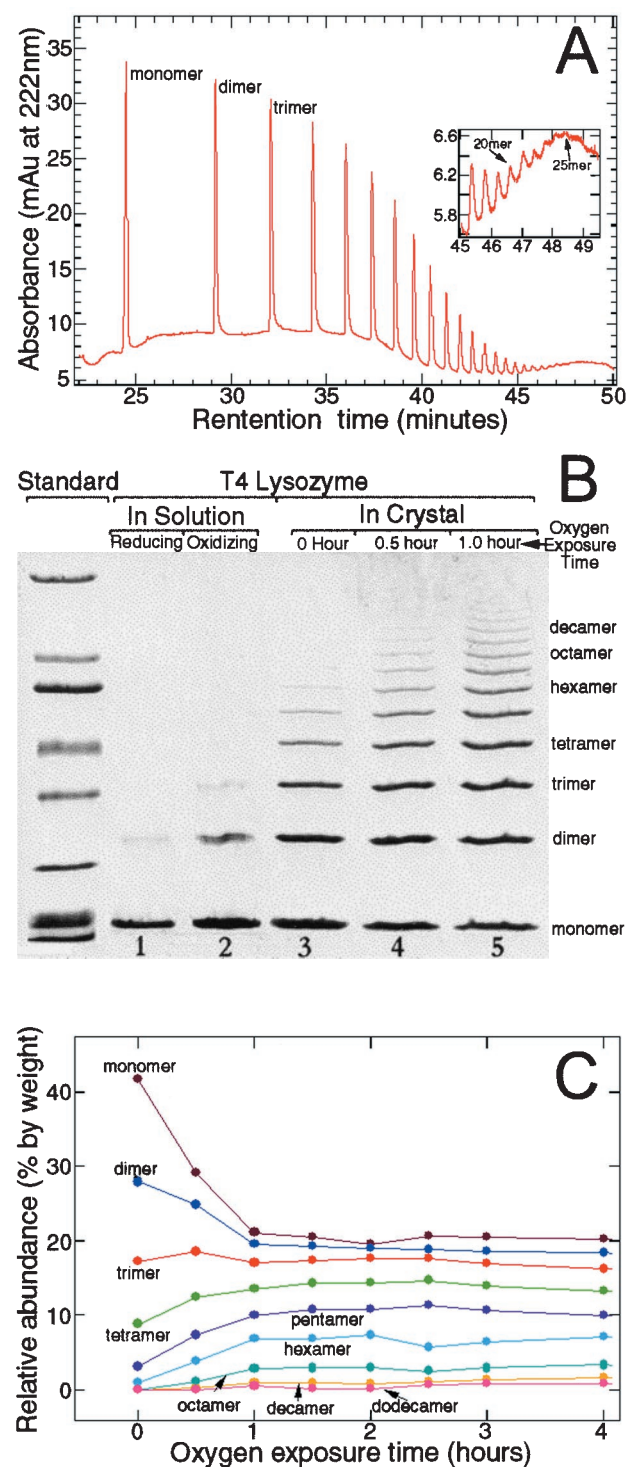 A
35
30
25
20
15
10
5
Absorbance (mAu at 222nm)
monomer
dimer
trimer
6.6
6.2
5.8
20mer
25mer
45 46 47 48 49
25 30 35 40 45 50
Rentention time (minutes)
B
Standard
T4 Lysozyme
In Solution
In Crystal
Reducing Oxidizing
0 Hour 0.5 hour 1.0 hour
Oxygen
Exposure
Time
decamer
octamer
hexamer
tetramer
trimer
dimer
monomer
1 2 3 4 5
C
Relative abundance (% by weight)
40
30
20
10
0
monomer
dimer
trimer
tetramer
pentamer
hexamer
octamer
decamer
dodecamer
0 1 2 3 4
Oxygen exposure time (hours)